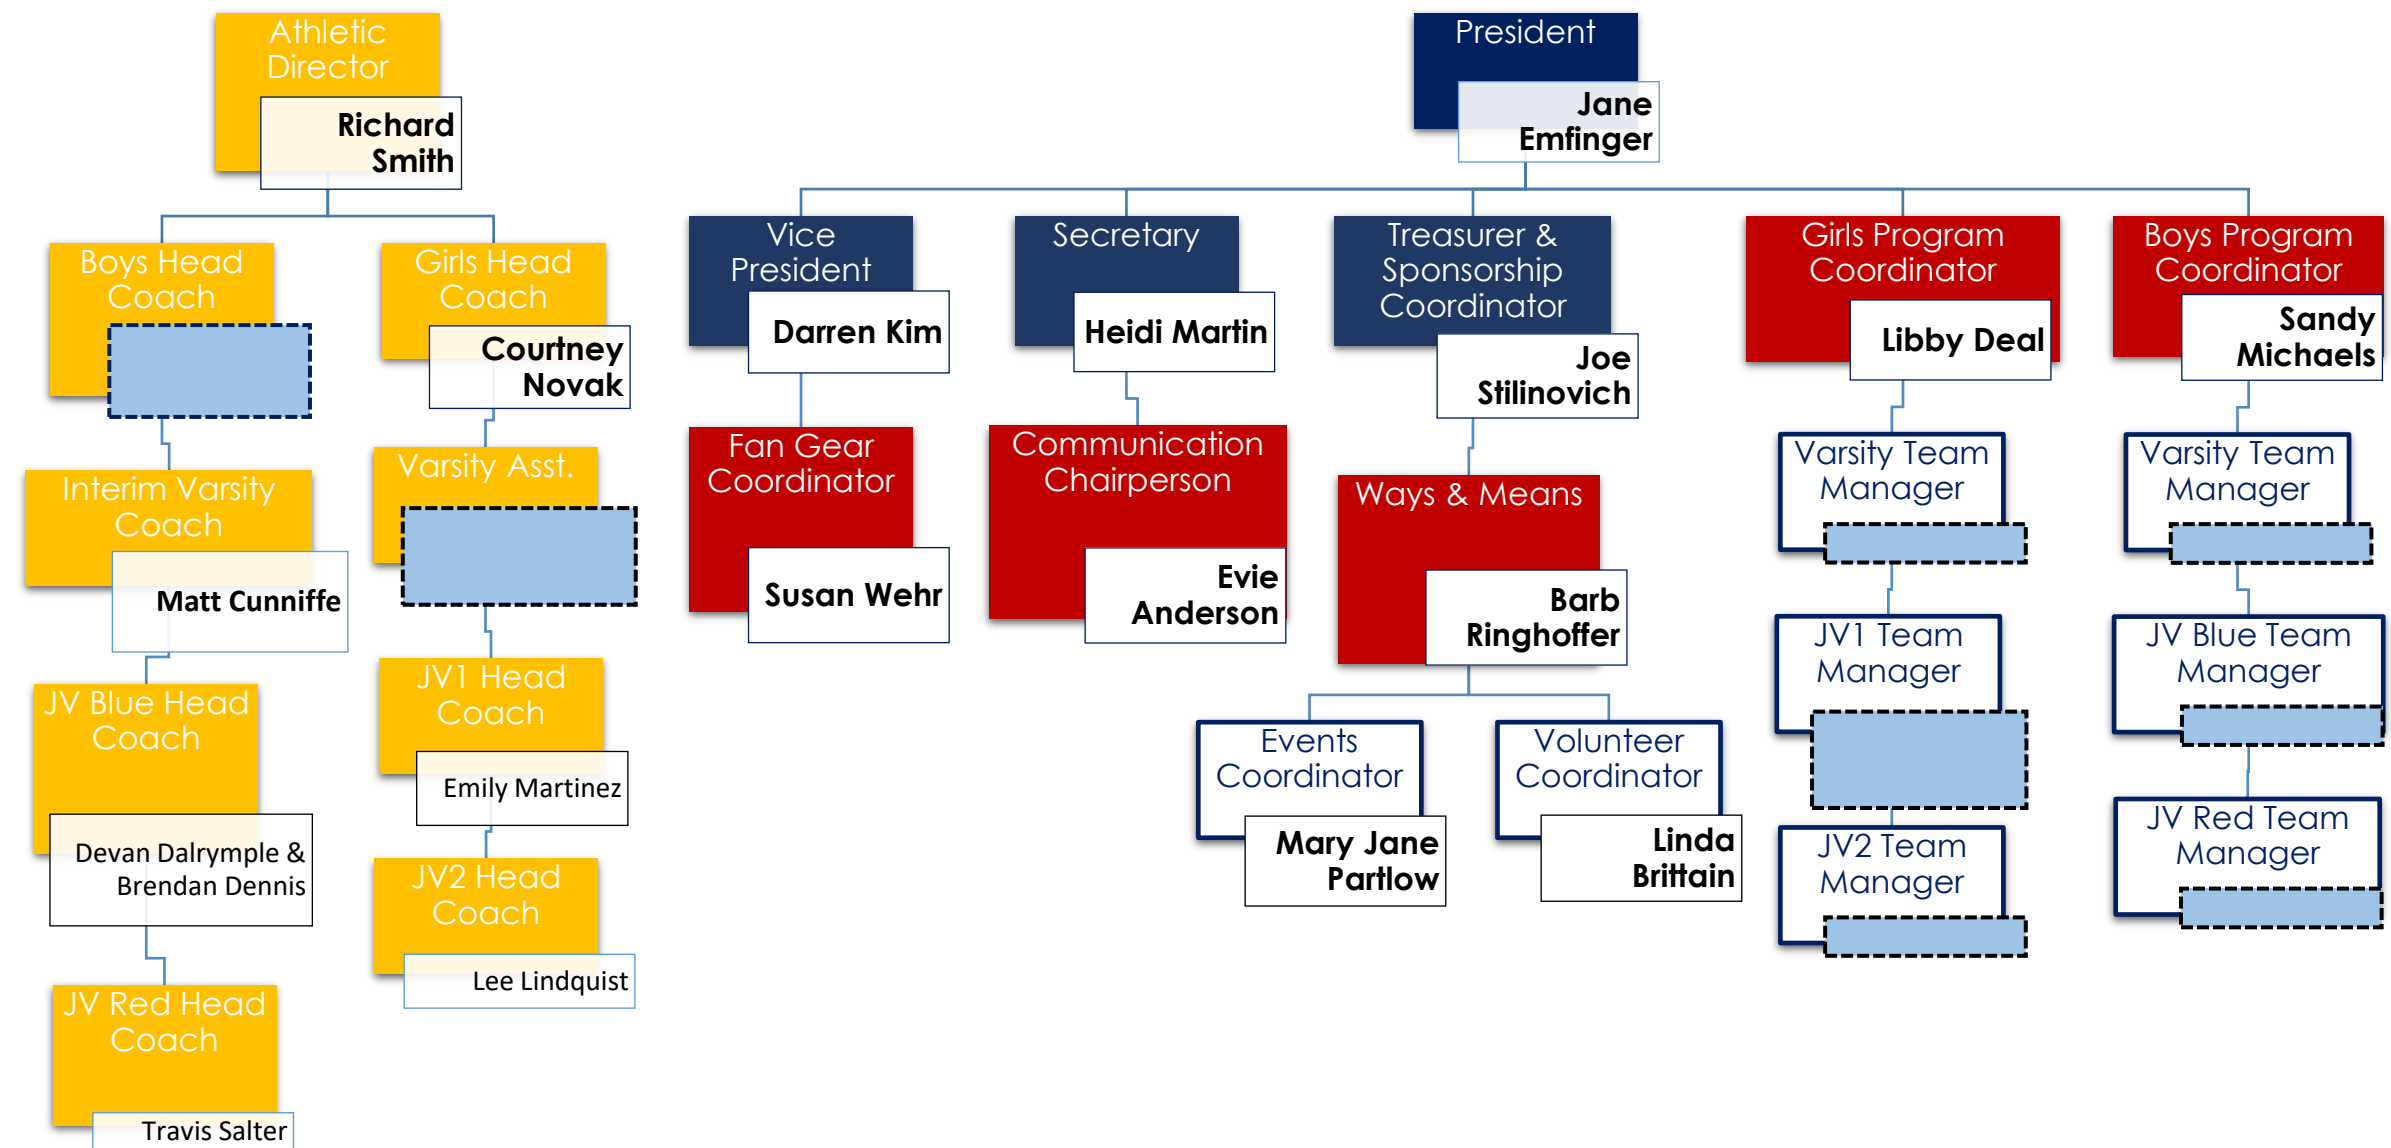 Athletic
Director
Richard
Smith
President
Jane
Emfinger
Boys Head
Coach
Girls Head
Coach
Courtney
Novak
Interim Varsity
Coach
Matt Cunniffe
Varsity Asst.
JV Blue Head
Coach
Devan Dalrymple &
Brendan Dennis
JV1 Head
Coach
Emily Martinez
JV2 Head
Coach
Lee Lindquist
JV Red Head
Coach
Travis Salter
Vice
President
Darren Kim
Fan Gear
Coordinator
Susan Wehr
Secretary
Heidi Martin
Communication
Chairperson
Evie
Anderson
Treasurer &
Sponsorship
Coordinator
Joe
Stilinovich
Ways & Means
Barb
Ringhoffer
Events
Coordinator
Mary Jane
Partlow
Volunteer
Coordinator
Linda
Brittain
Girls Program
Coordinator
Libby Deal
Varsity Team
Manager
JV1 Team
Manager
JV2 Team
Manager
Boys Program
Coordinator
Sandy
Michaels
Varsity Team
Manager
JV Blue Team
Manager
JV Red Team
Manager